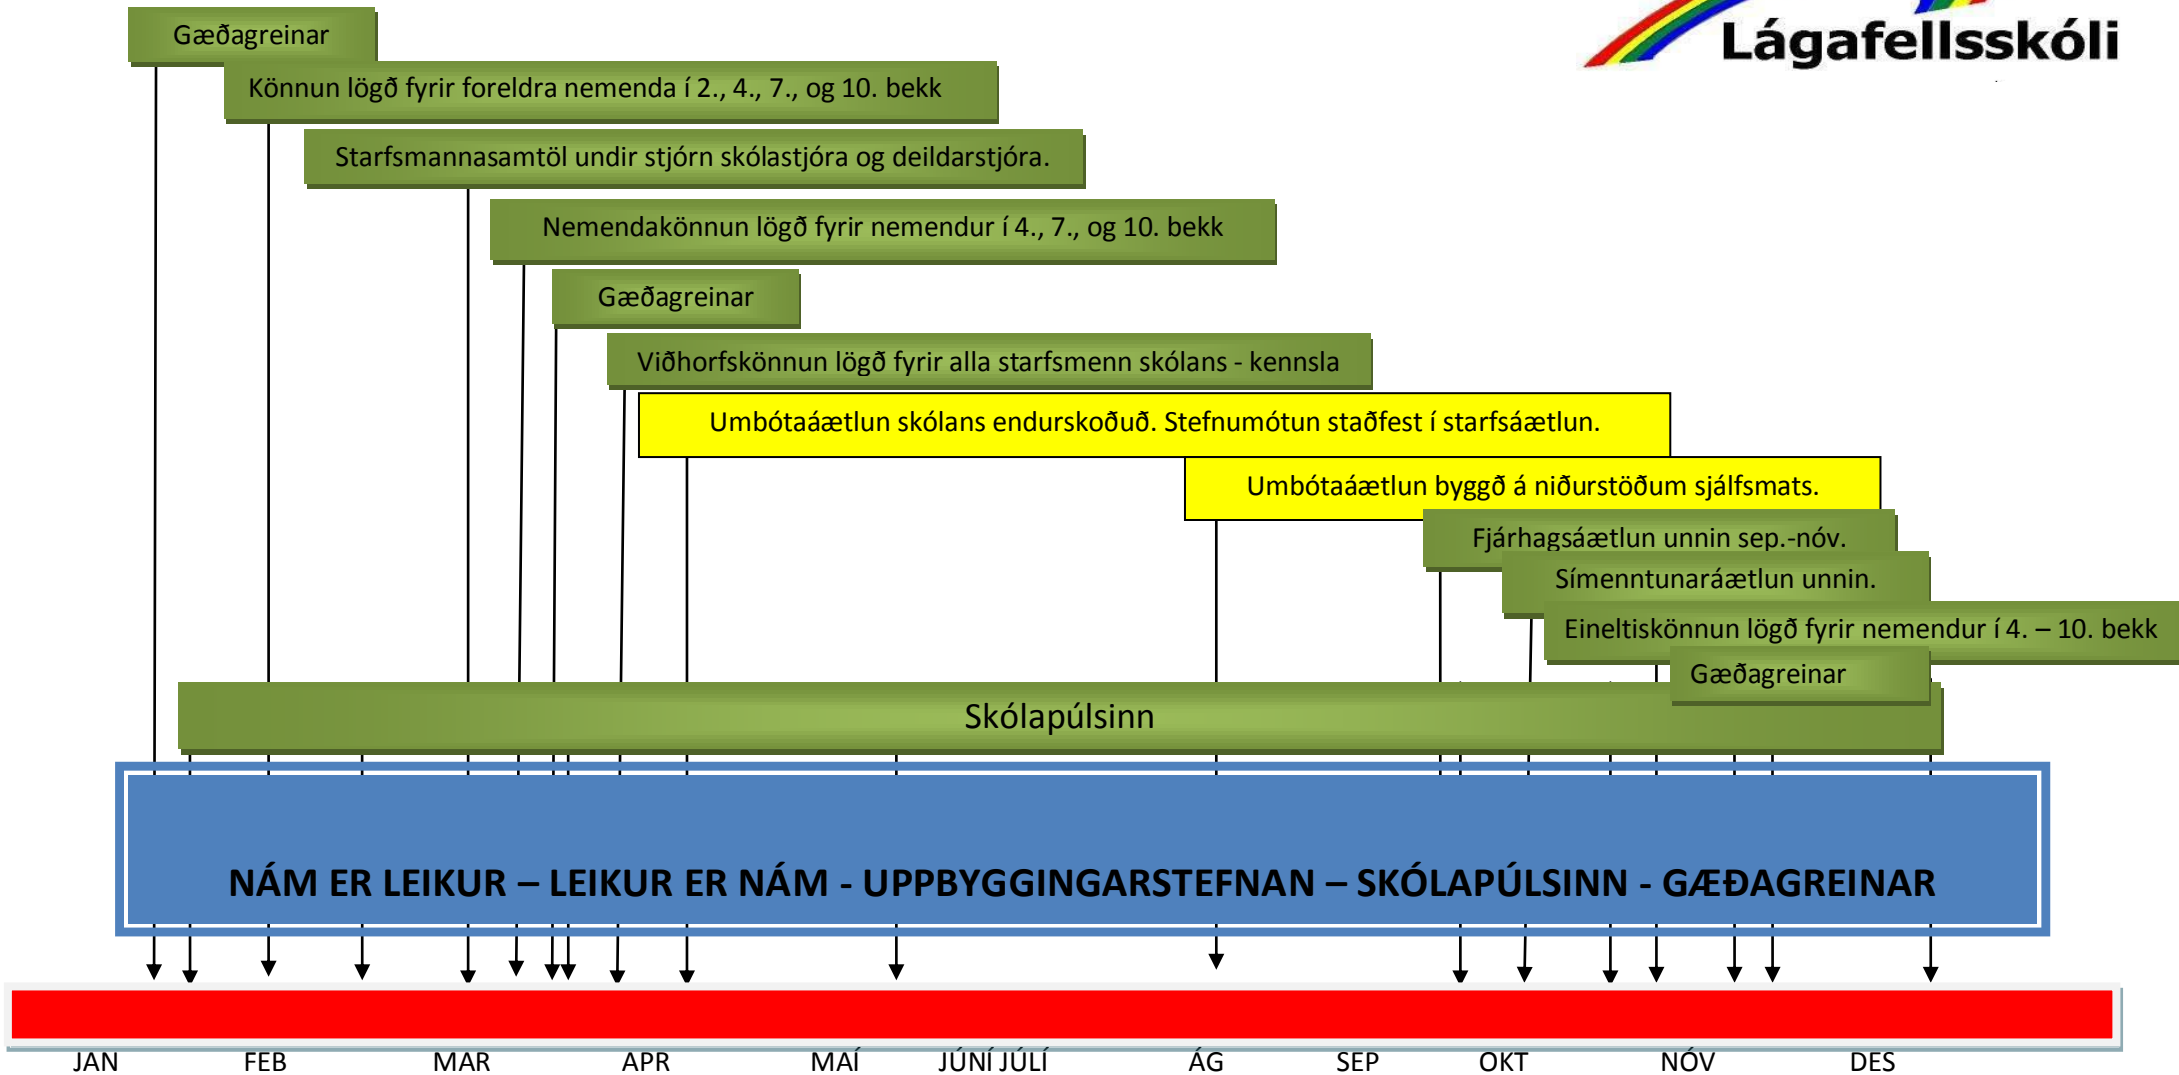 Lágafellsskóli
Gæðagreinar
Könnun lögð fyrir foreldra nemenda í 2., 4., 7., og 10. bekk
Starfsmannasamtöl undir stjórn skólastjóra og deildarstjóra.
Nemendakönnun lögð fyrir nemendur í 4., 7., og 10. bekk
Gæðagreinar
Viðhorfskönnun lögð fyrir alla starfsmenn skólans - kennsla
Umbótaáætlun skólans endurskoðuð. Stefnumótun staðfest í starfsáætlun.
Umbótaáætlun byggð á niðurstöðum sjálfsmats.
Fjárhagsáætlun unnin sep.-nóv.
Símenntunaráætlun unnin.
Eineltiskönnun lögð fyrir nemendur í 4. – 10. bekk
Gæðagreinar
Skólapúlsinn
NÁM ER LEIKUR – LEIKUR ER NÁM - UPPBYGGINGARSTEFNAN – SKÓLAPÚLSINN - GÆÐAGREINAR
JAN FEB MAR APR MAÍ JÚNÍ JÚLÍ ÁG SEP OKT NÓV DES